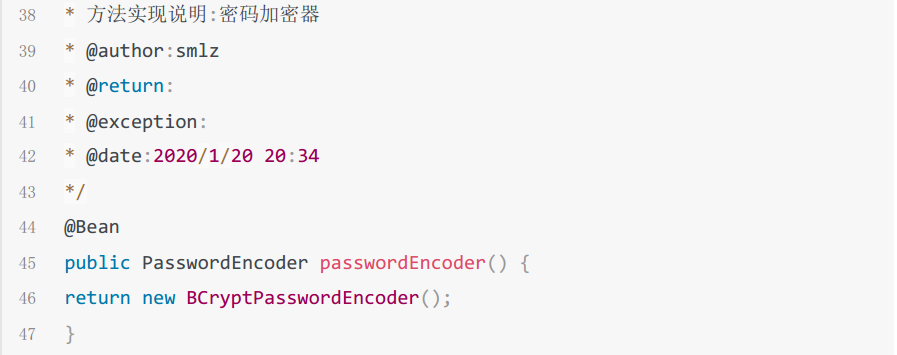 38 * 方法实现说明:密码加密器
39 * @author:smlz
40 * @return:
41 * @exception:
42 * @date:2020/1/20 20:34
43 */
44 @Bean
45 public PasswordEncoder passwordEncoder() {
46 return new BCryptPasswordEncoder();
47 }